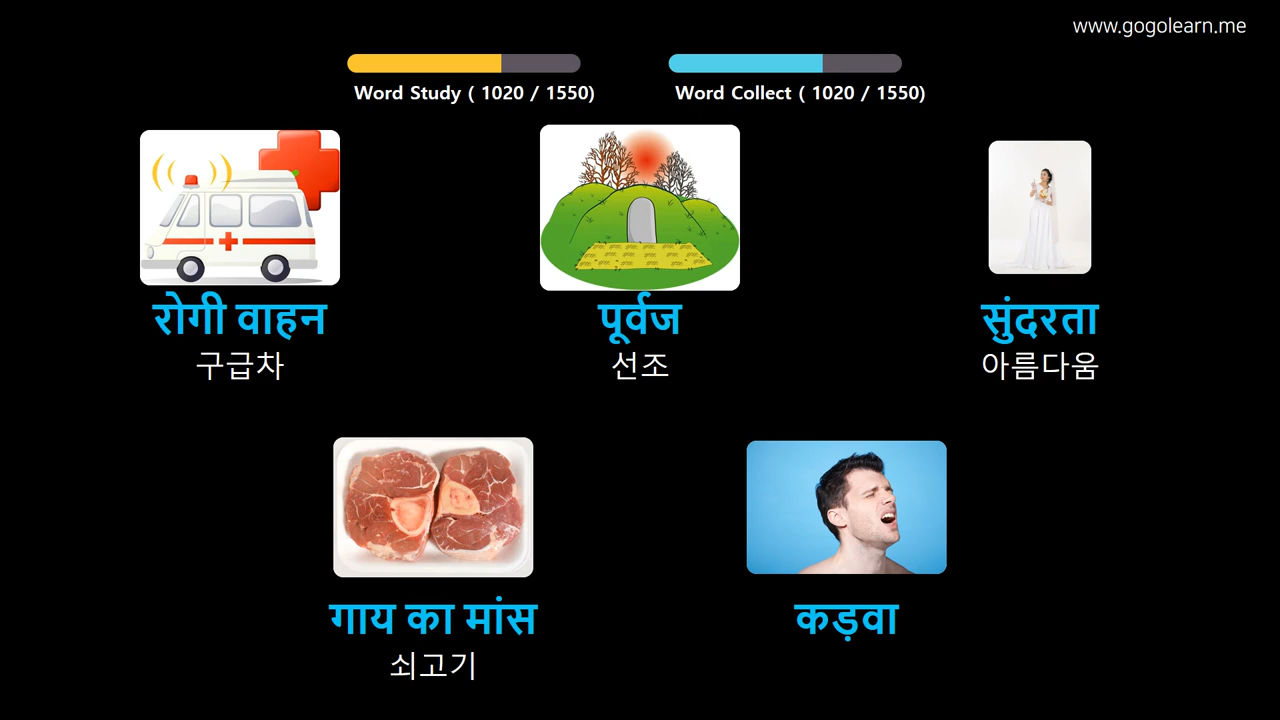 www.gogolearn.me
Word Study ( 1020 / 1550)
Word Collect ( 1020 / 1550)
रोगी वाहन
구급차
पूर्वज
선조
सुंदरता
아름다움
गाय का मांस
쇠고기
कड़वा